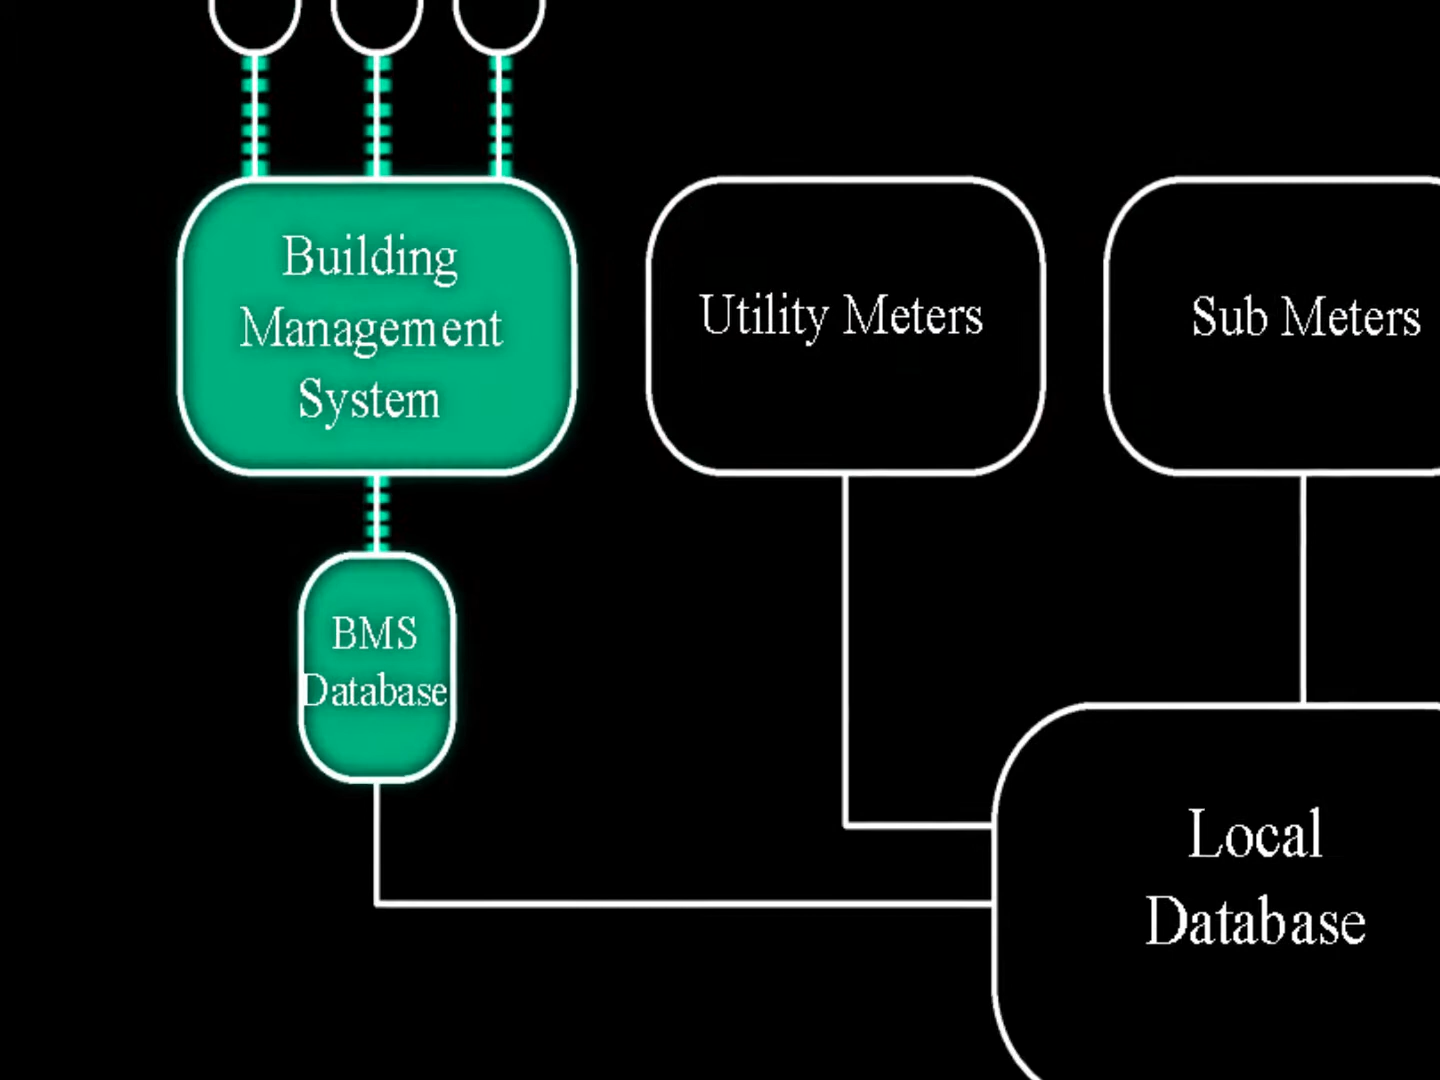 Building
Management
System
Utility Meters
Sub Meters
BMS
Database
Local
Database